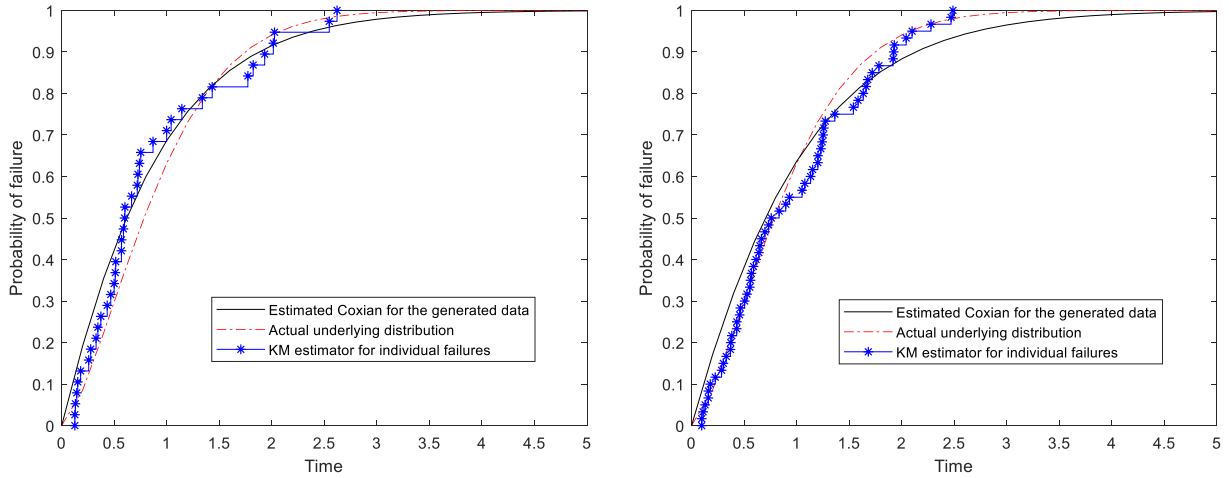 1
0.9
0.8
0.7
0.6
0.5
0.4
0.3
0.2
0.1
0
Probability of failure
Estimated Coxian for the generated data
Actual underlying distribution
KM estimator for individual failures
0 0.5 1 1.5 2 2.5 3 3.5 4 4.5 5
Time
1
0.9
0.8
0.7
0.6
0.5
0.4
0.3
0.2
0.1
0
Probability of failure
Estimated Coxian for the generated data
Actual underlying distribution
KM estimator for individual failures
0 0.5 1 1.5 2 2.5 3 3.5 4 4.5 5
Time